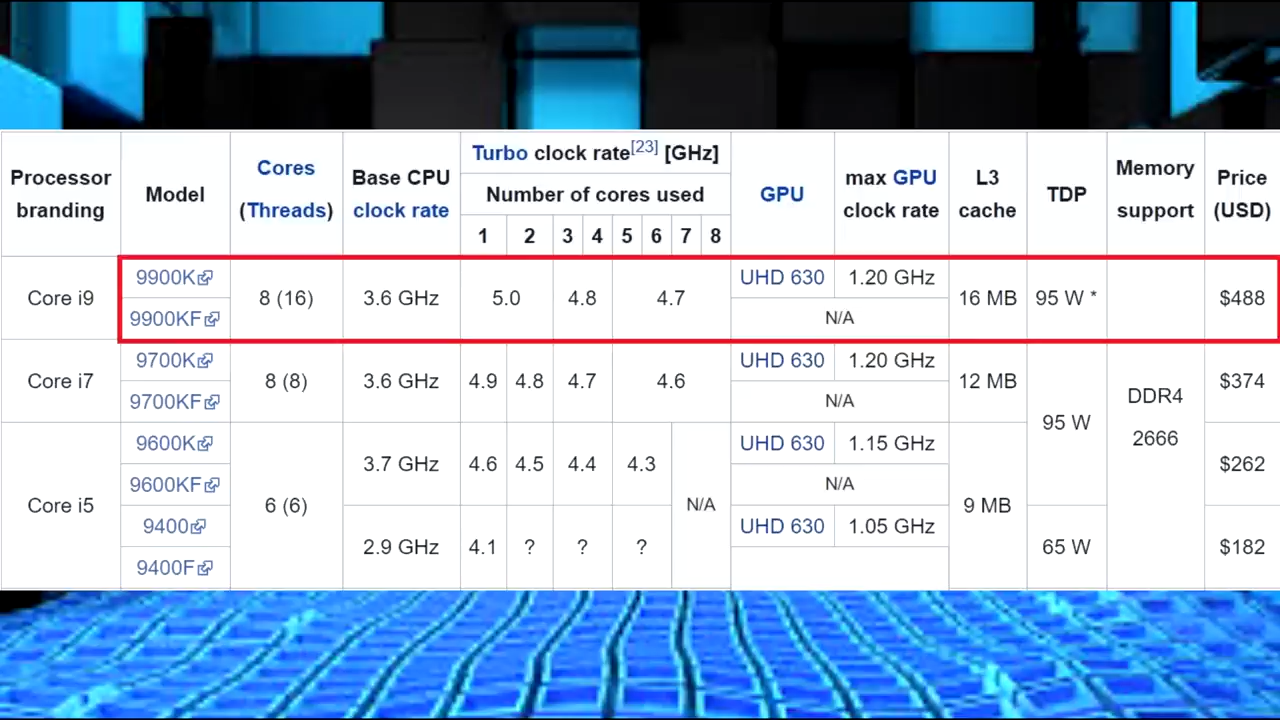 Processor branding
Model
Cores (Threads)
Base CPU clock rate
Turbo clock rate[23] [GHz]
Number of cores used
1 2 3 4 5 6 7 8
GPU
max GPU clock rate
L3 cache
TDP
Memory support
Price (USD)
Core i9
9900K
9900KF
8 (16)
3.6 GHz
5.0
4.8
4.7
UHD 630
1.20 GHz
N/A
16 MB
95 W *
$488
Core i7
9700K
9700KF
8 (8)
3.6 GHz
4.9
4.8
4.7
4.6
UHD 630
1.20 GHz
N/A
12 MB
95 W
DDR4 2666
$374
Core i5
9600K
9600KF
6 (6)
3.7 GHz
4.6
4.5
4.4
4.3
N/A
UHD 630
1.15 GHz
N/A
9 MB
$262
9400
9400F
2.9 GHz
4.1
?
?
?
UHD 630
1.05 GHz
65 W
$182